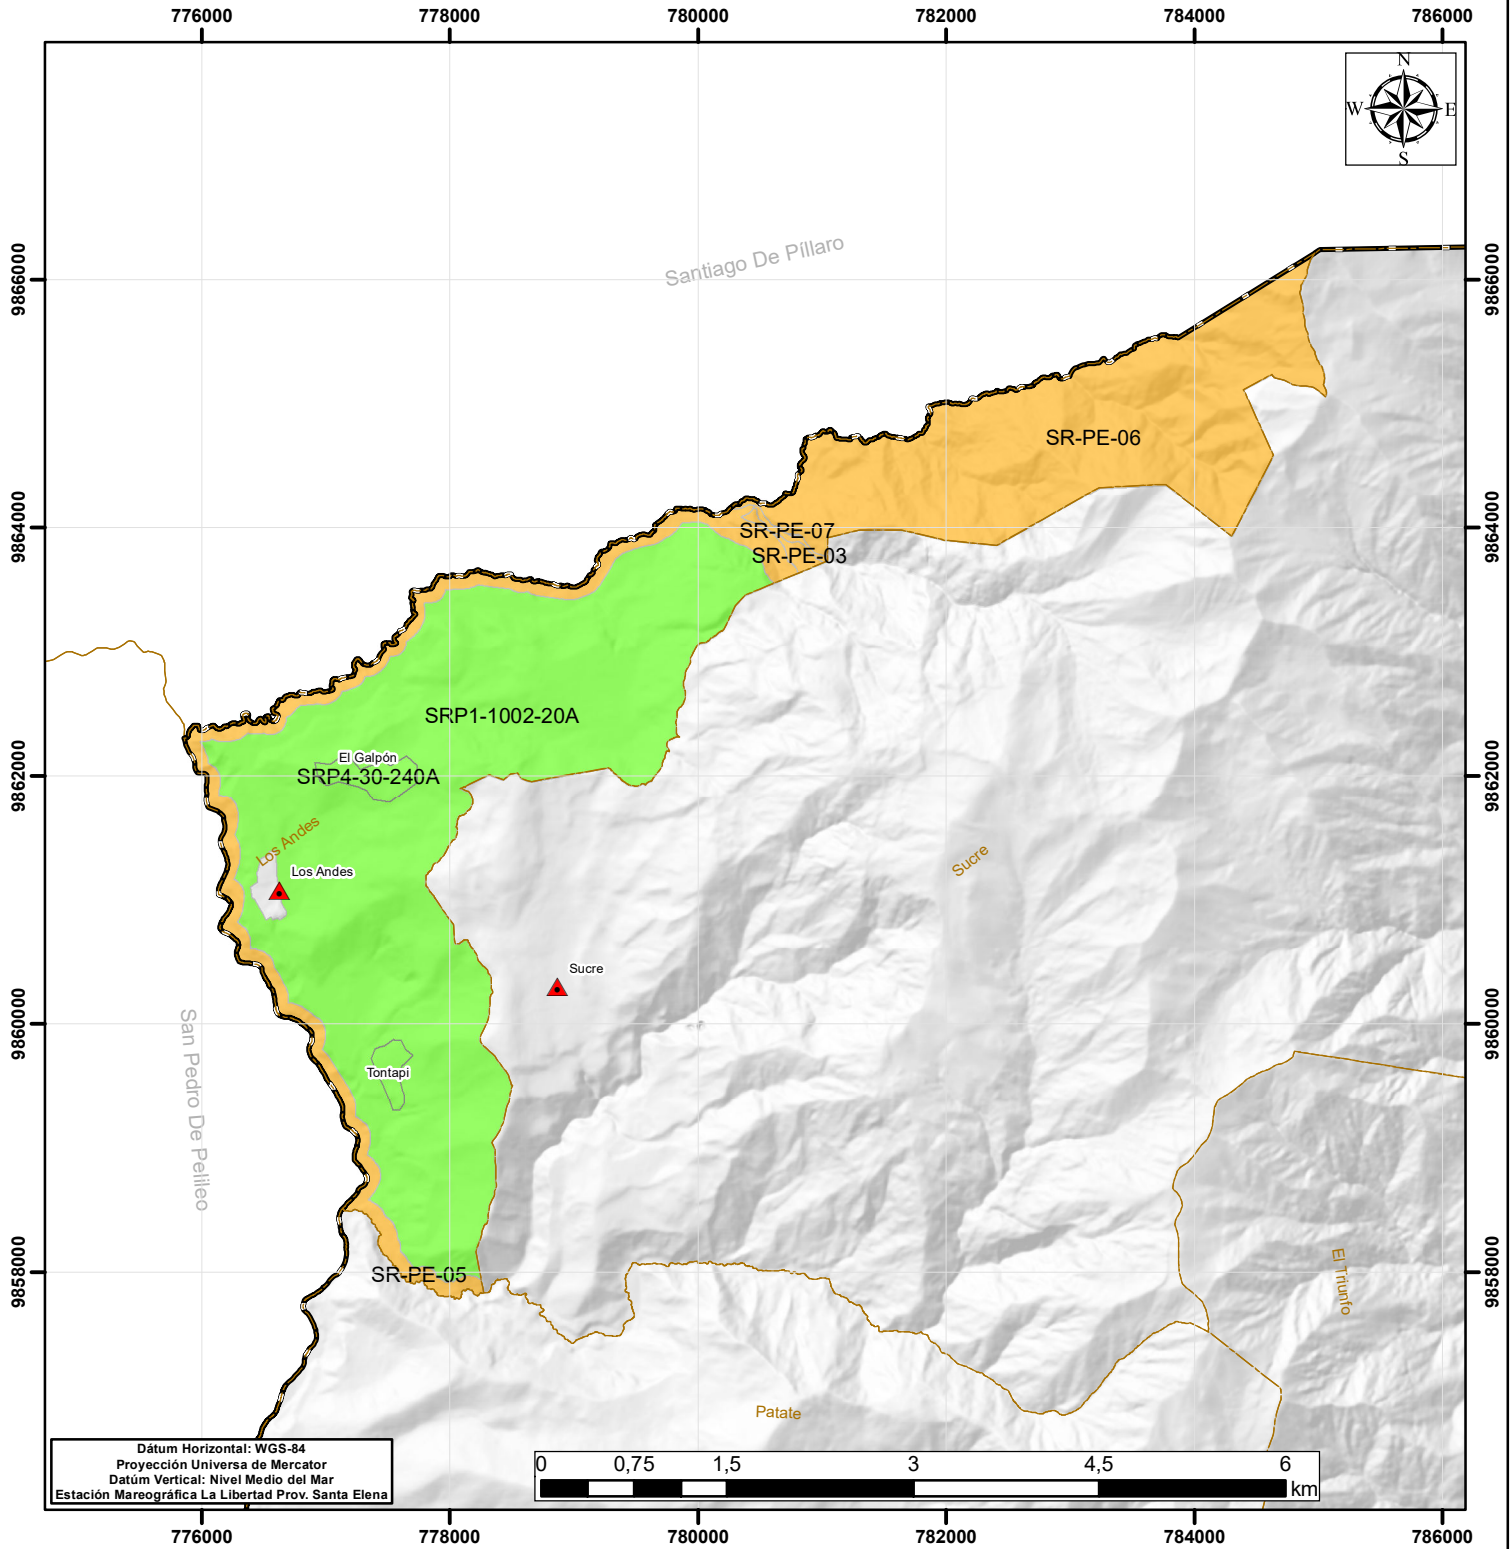 776000 778000 780000 782000 784000 786000
N
W E
S
Santiago De Píllaro
9866000 9866000
SR-PE-06
9864000 9864000
SR-PE-07
SR-PE-03
SRP1-1002-20A
El Galpón
SRP4-30-240A
9862000 9862000
Los Andes
Los Andes
Sucre
Sucre
9860000 9860000
San Pedro De Pelileo
Tontapi
SR-PE-05
9858000 9858000
El Triunfo
Patate
Dátum Horizontal: WGS-84
Proyección Universa de Mercator
Datúm Vertical: Nivel Medio del Mar
Estación Mareográfica La Libertad Prov. Santa Elena
0 0,75 1,5 3 4,5 6
km
776000 778000 780000 782000 784000 786000